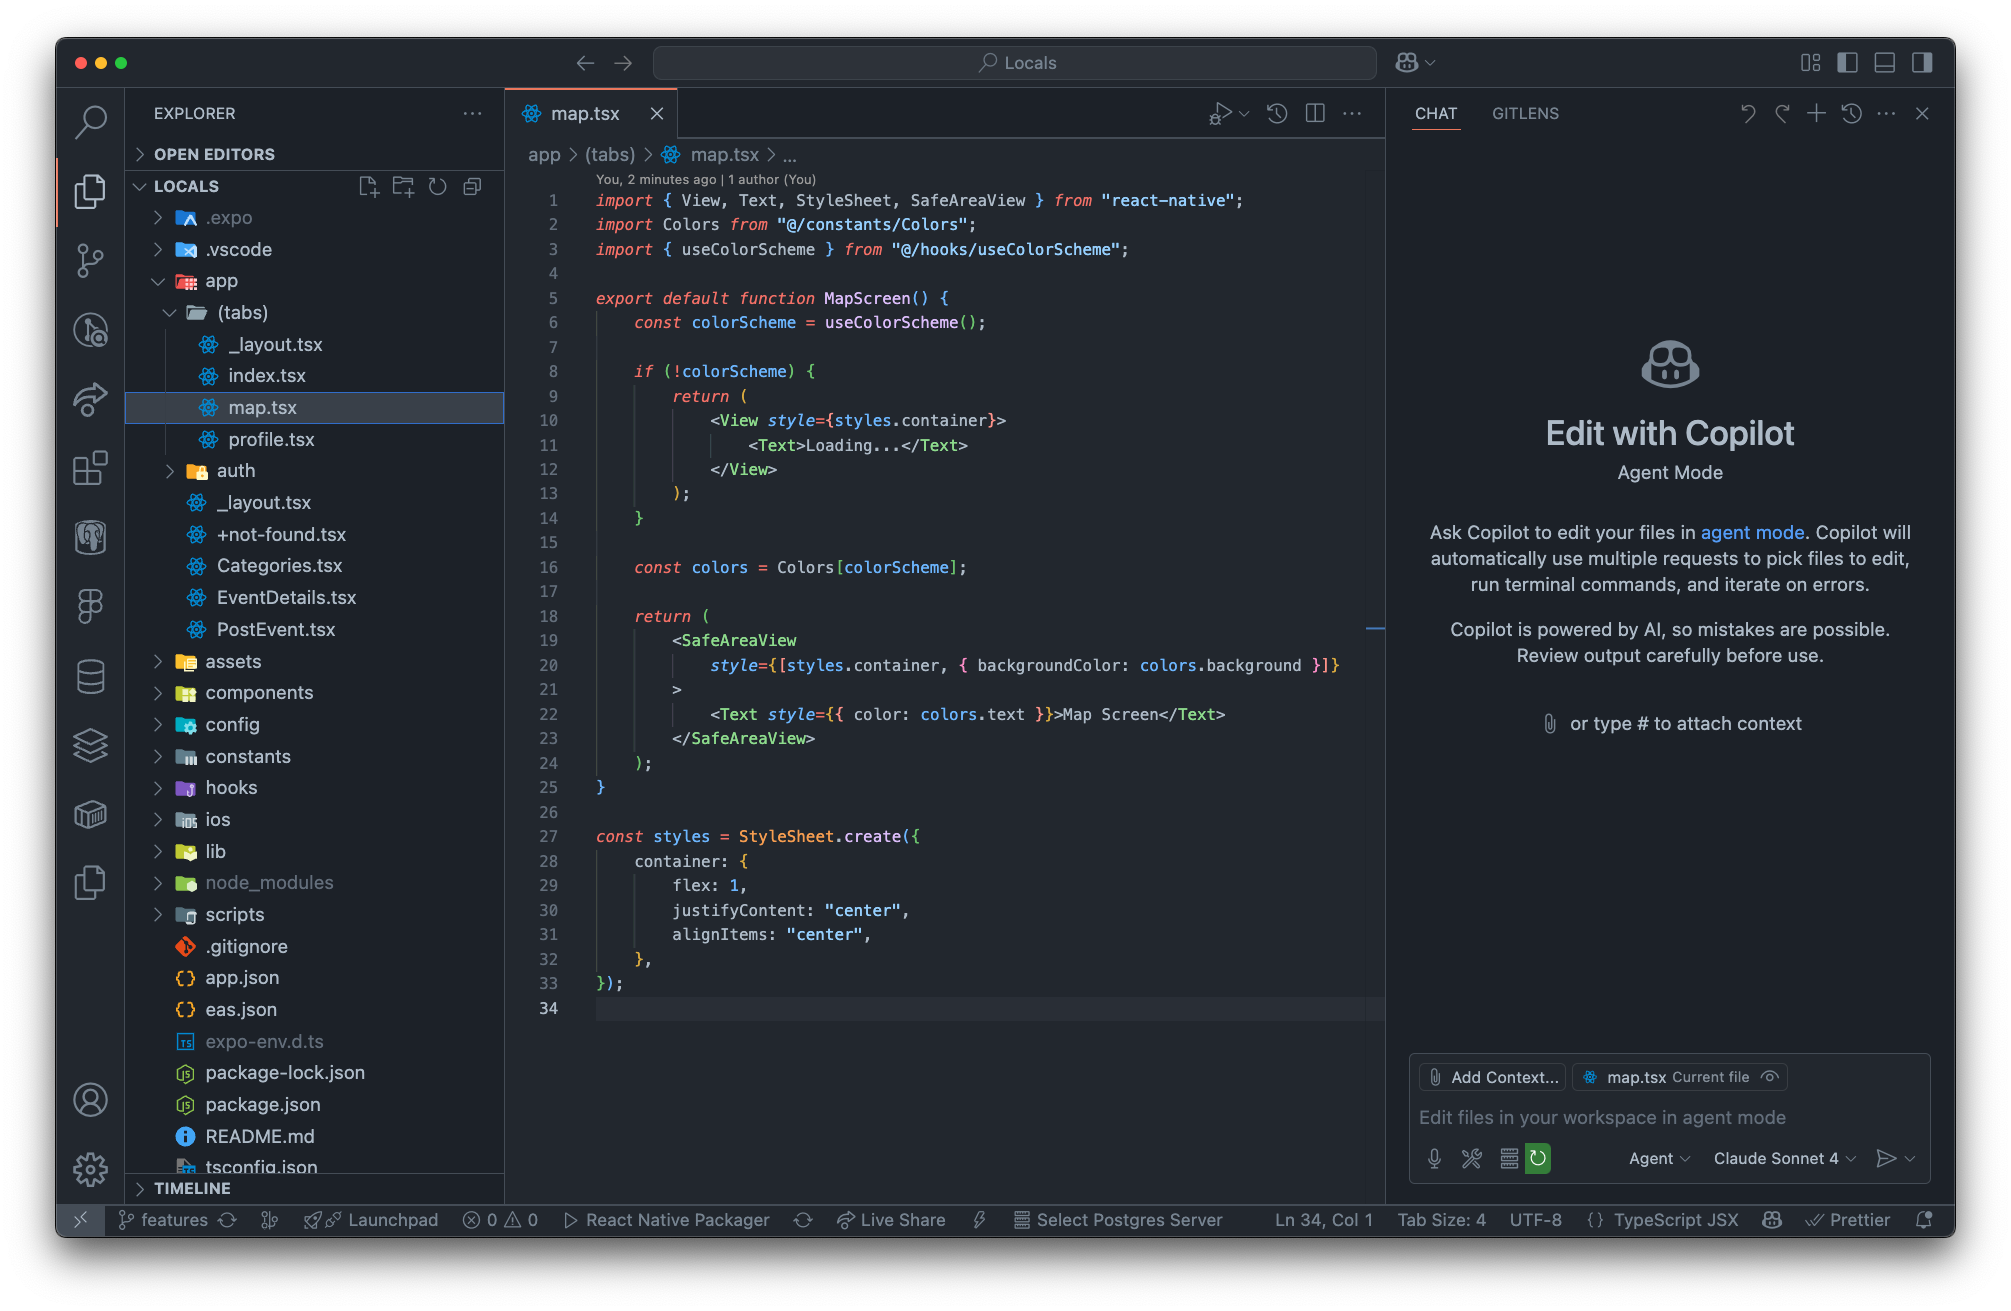 Locals
EXPLORER
OPEN EDITORS
LOCALS
.expo
.vscode
app
(tabs)
_layout.tsx
index.tsx
map.tsx
profile.tsx
auth
_layout.tsx
+not-found.tsx
Categories.tsx
EventDetails.tsx
PostEvent.tsx
assets
components
config
constants
hooks
ios
lib
node_modules
scripts
.gitignore
app.json
eas.json
expo-env.d.ts
package-lock.json
package.json
README.md
tsconfig.json
TIMELINE
map.tsx
app > (tabs) > map.tsx > ...
You, 2 minutes ago | 1 author (You)
1 import { View, Text, StyleSheet, SafeAreaView } from "react-native";
2 import Colors from "@/constants/Colors";
3 import { useColorScheme } from "@/hooks/useColorScheme";
4
5 export default function MapScreen() {
6 const colorScheme = useColorScheme();
7
8 if (!colorScheme) {
9 return (
10 <View style={styles.container}>
11 <Text>Loading...</Text>
12 </View>
13 );
14 }
15
16 const colors = Colors[colorScheme];
17
18 return (
19 <SafeAreaView
20 style={[styles.container, { backgroundColor: colors.background }]}
21 >
22 <Text style={{ color: colors.text }}>Map Screen</Text>
23 </SafeAreaView>
24 );
25 }
26
27 const styles = StyleSheet.create({
28 container: {
29 flex: 1,
30 justifyContent: "center",
31 alignItems: "center",
32 },
33 });
34
CHAT GITLENS
Edit with Copilot
Agent Mode
Ask Copilot to edit your files in agent mode. Copilot will
automatically use multiple requests to pick files to edit,
run terminal commands, and iterate on errors.
Copilot is powered by AI, so mistakes are possible.
Review output carefully before use.
or type # to attach context
Add Context... map.tsx Current file
Edit files in your workspace in agent mode
Agent Claude Sonnet 4
features Launchpad 0 0 React Native Packager Live Share Select Postgres Server Ln 34, Col 1 Tab Size: 4 UTF-8 {} TypeScript JSX Prettier